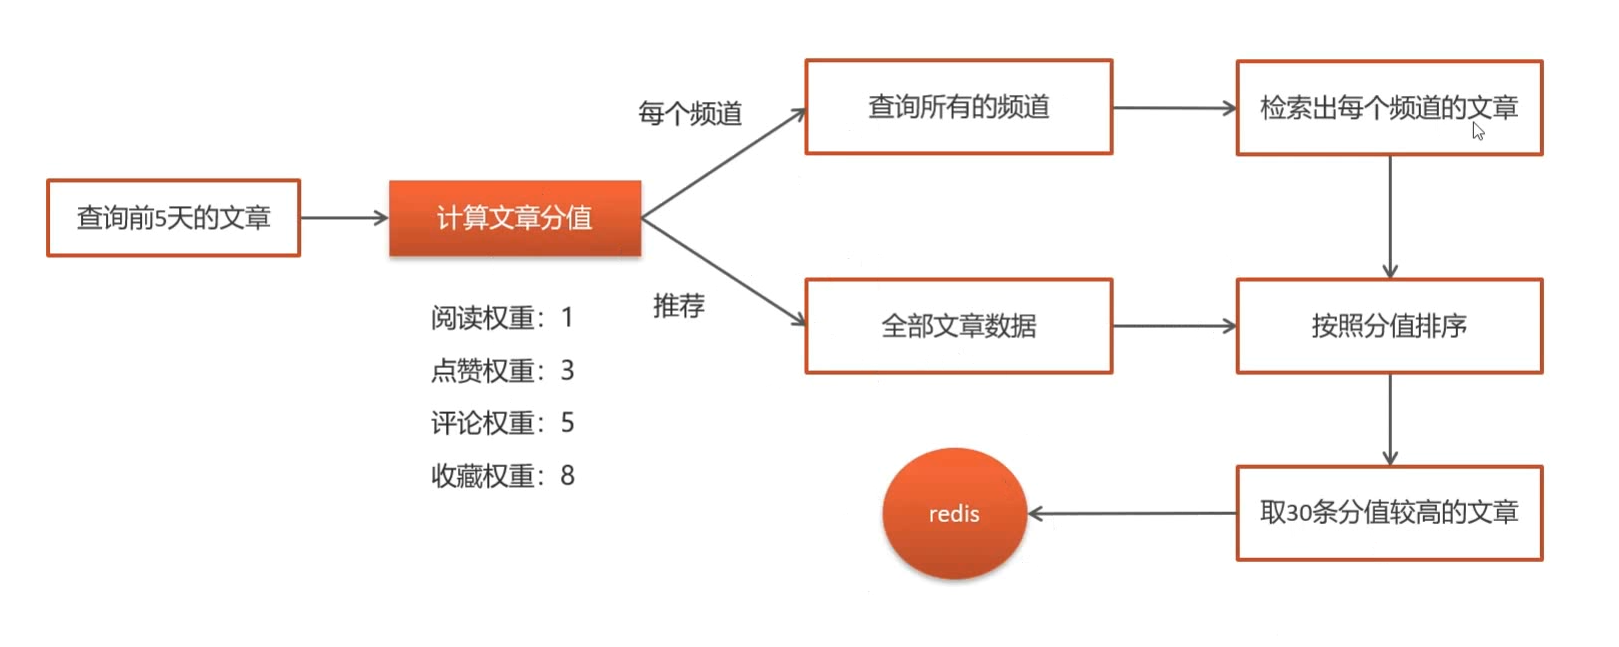 每个频道
查询所有的频道
检索出每个频道的文章
查询前5天的文章
计算文章分值
推荐
全部文章数据
按照分值排序
阅读权重：1
点赞权重：3
评论权重：5
收藏权重：8
redis
取30条分值较高的文章